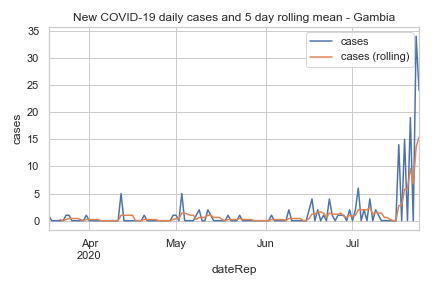 New COVID-19 daily cases and 5 day rolling mean - Gambia
cases
cases (rolling)
35
30
25
20
15
10
5
0
cases
Apr
2020
May
Jun
Jul
dateRep